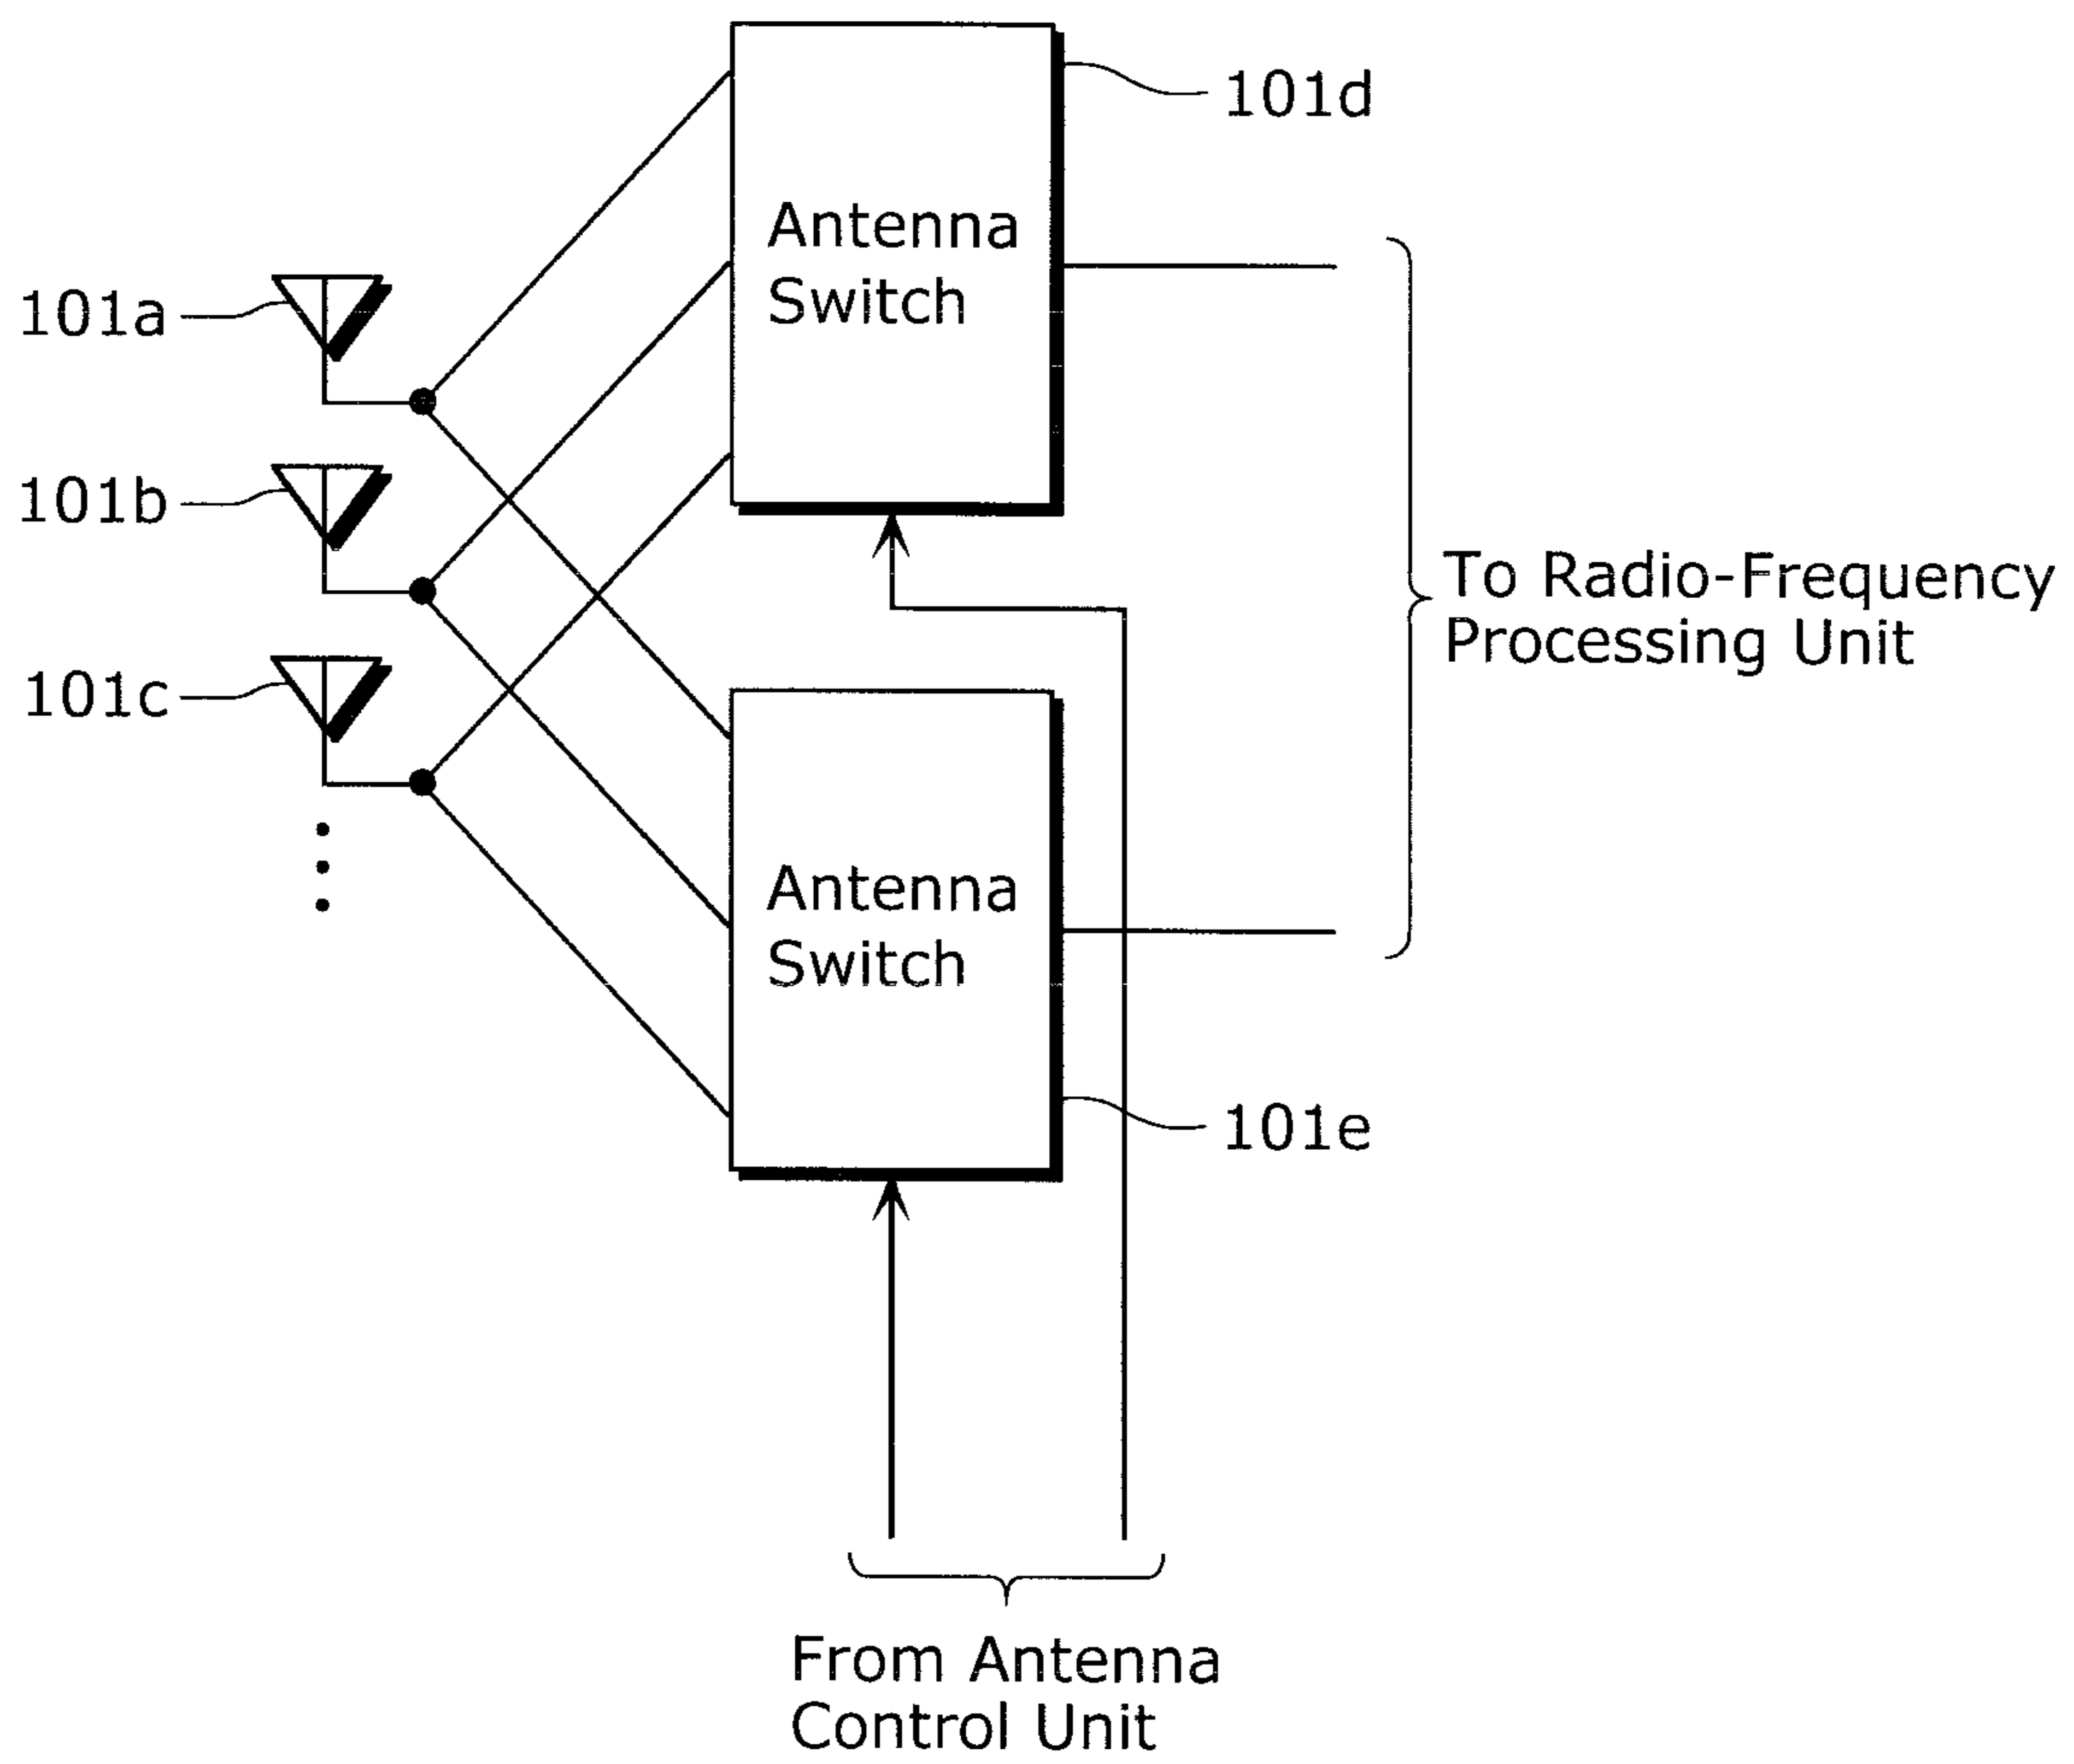 101d
Antenna
Switch
101a
101b
101c
To Radio-Frequency
Processing Unit
Antenna
Switch
101e
From Antenna
Control Unit